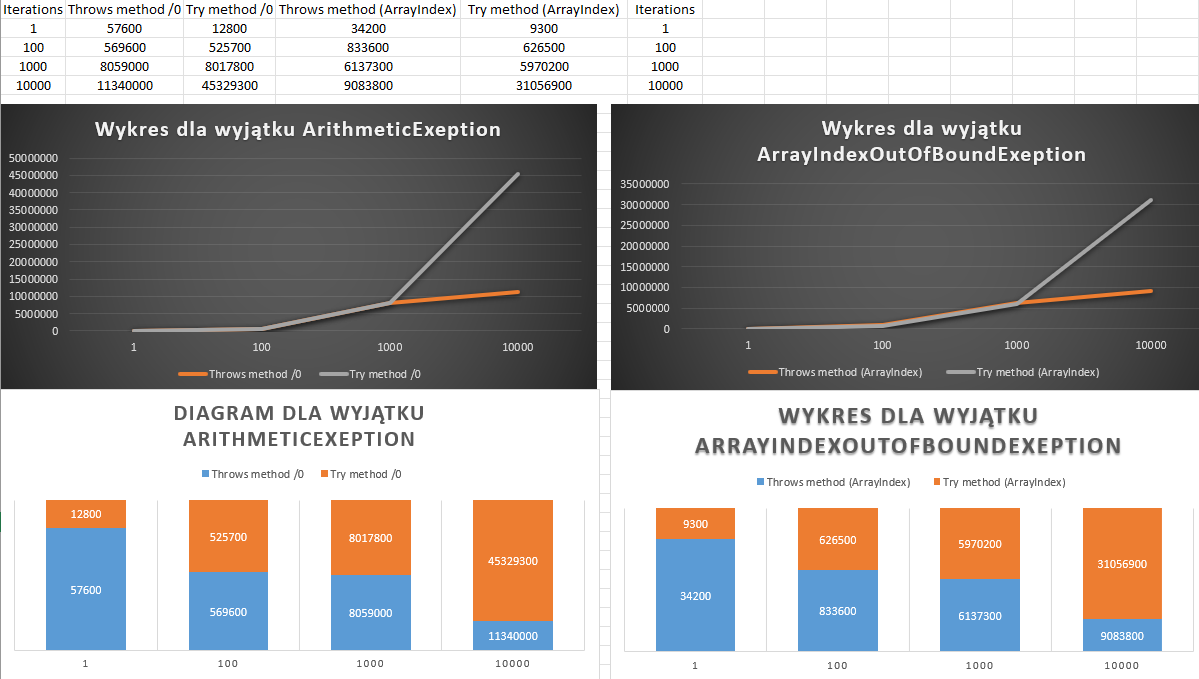 Iterations Throws method /0 Try method /0 Throws method (ArrayIndex) Try method (ArrayIndex) Iterations
1 57600 12800 34200 9300 1
100 569600 525700 833600 626500 100
1000 8059000 8017800 6137300 5970200 1000
10000 11340000 45329300 9083800 31056900 10000
Wykres dla wyjątku ArithmeticExeption
50000000
45000000
40000000
35000000
30000000
25000000
20000000
15000000
10000000
5000000
0
1 100 1000 10000
Throws method /0 Try method /0
Wykres dla wyjątku
ArrayIndexOutOfBoundExeption
35000000
30000000
25000000
20000000
15000000
10000000
5000000
0
1 100 1000 10000
Throws method (ArrayIndex) Try method (ArrayIndex)
DIAGRAM DLA WYJĄTKU
ARITHMETICEXEPTION
Throws method /0 Try method /0
12800 525700 8017800 45329300
57600 569600 8059000 11340000
1 100 1000 10000
WYKRES DLA WYJĄTKU
ARRAYINDEXOUTOFBOUNDEXEPTION
Throws method (ArrayIndex) Try method (ArrayIndex)
9300 626500 5970200 31056900
34200 833600 6137300 9083800
1 100 1000 10000